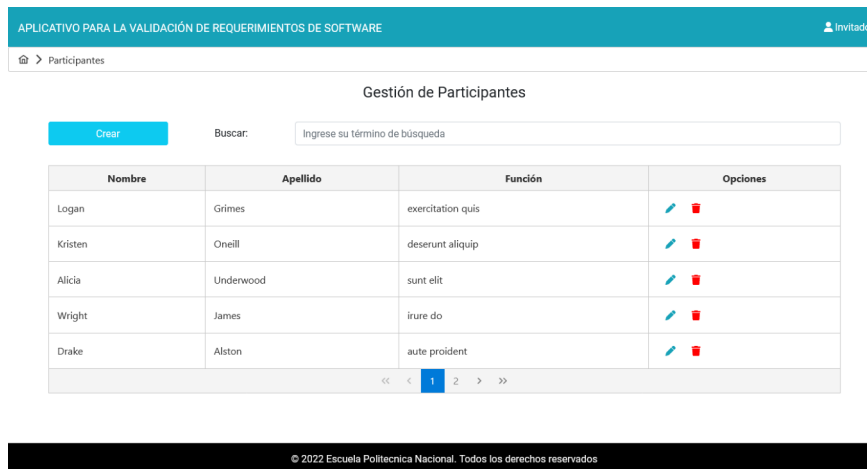 APLICATIVO PARA LA VALIDACIÓN DE REQUERIMIENTOS DE SOFTWARE Invitado
Participantes
Gestión de Participantes
Crear Buscar: Ingrese su término de búsqueda
Nombre Apellido Función Opciones
Logan Grimes exercitation quis
Kristen Oneill deserunt aliquip
Alicia Underwood sunt elit
Wright James irure do
Drake Alston aute proident
« < 1 2 > »
© 2022 Escuela Politecnica Nacional. Todos los derechos reservados